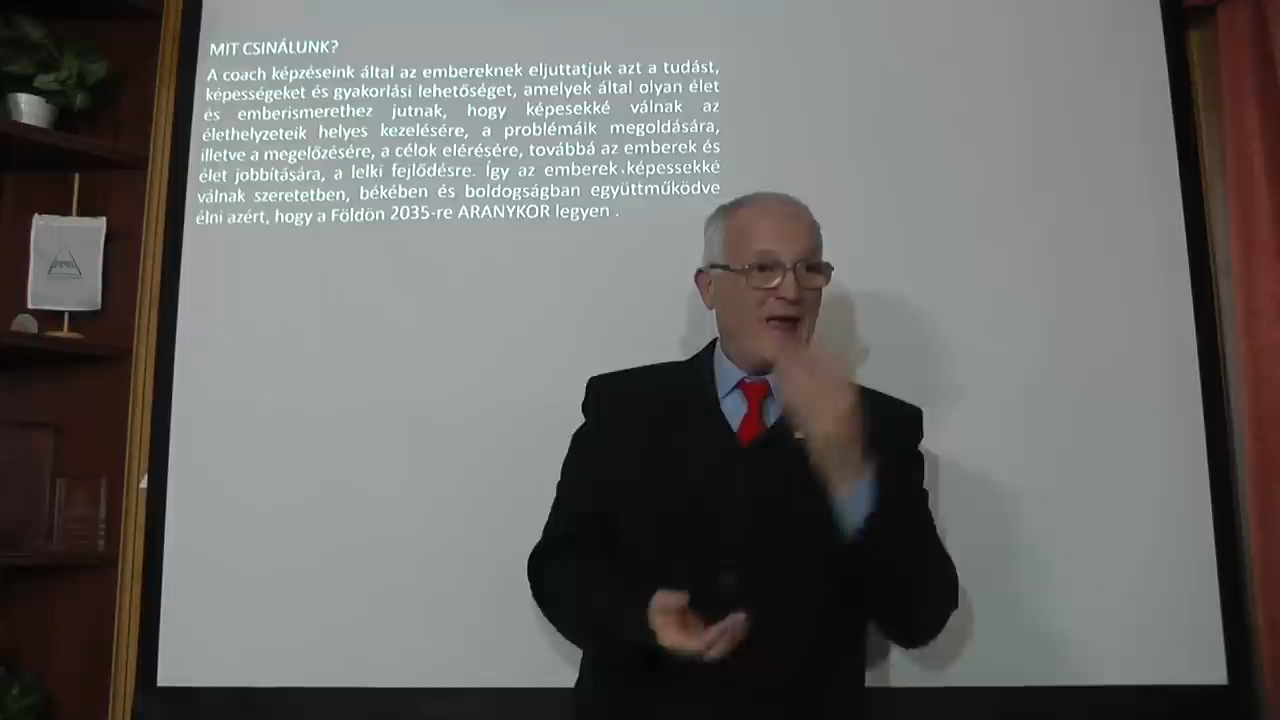 MIT CSINÁLUNK?
A coach képzéseink által az embereknek eljuttatjuk azt a tudást,
képességeket és gyakorlási lehetőséget, amelyek által olyan élet
és emberismerethez jutnak, hogy képesekké válnak az
élethelyzeteik helyes kezelésére, a problémáik megoldására,
illetve a megelőzésére, a célok elérésére, továbbá az emberek és
élet jobbítására, a lelki fejlődésre. Így az emberek képessekké
válnak szeretetben, békében és boldogságban együttműködve
élni azért, hogy a Földön 2035-re ARANYKOR legyen .